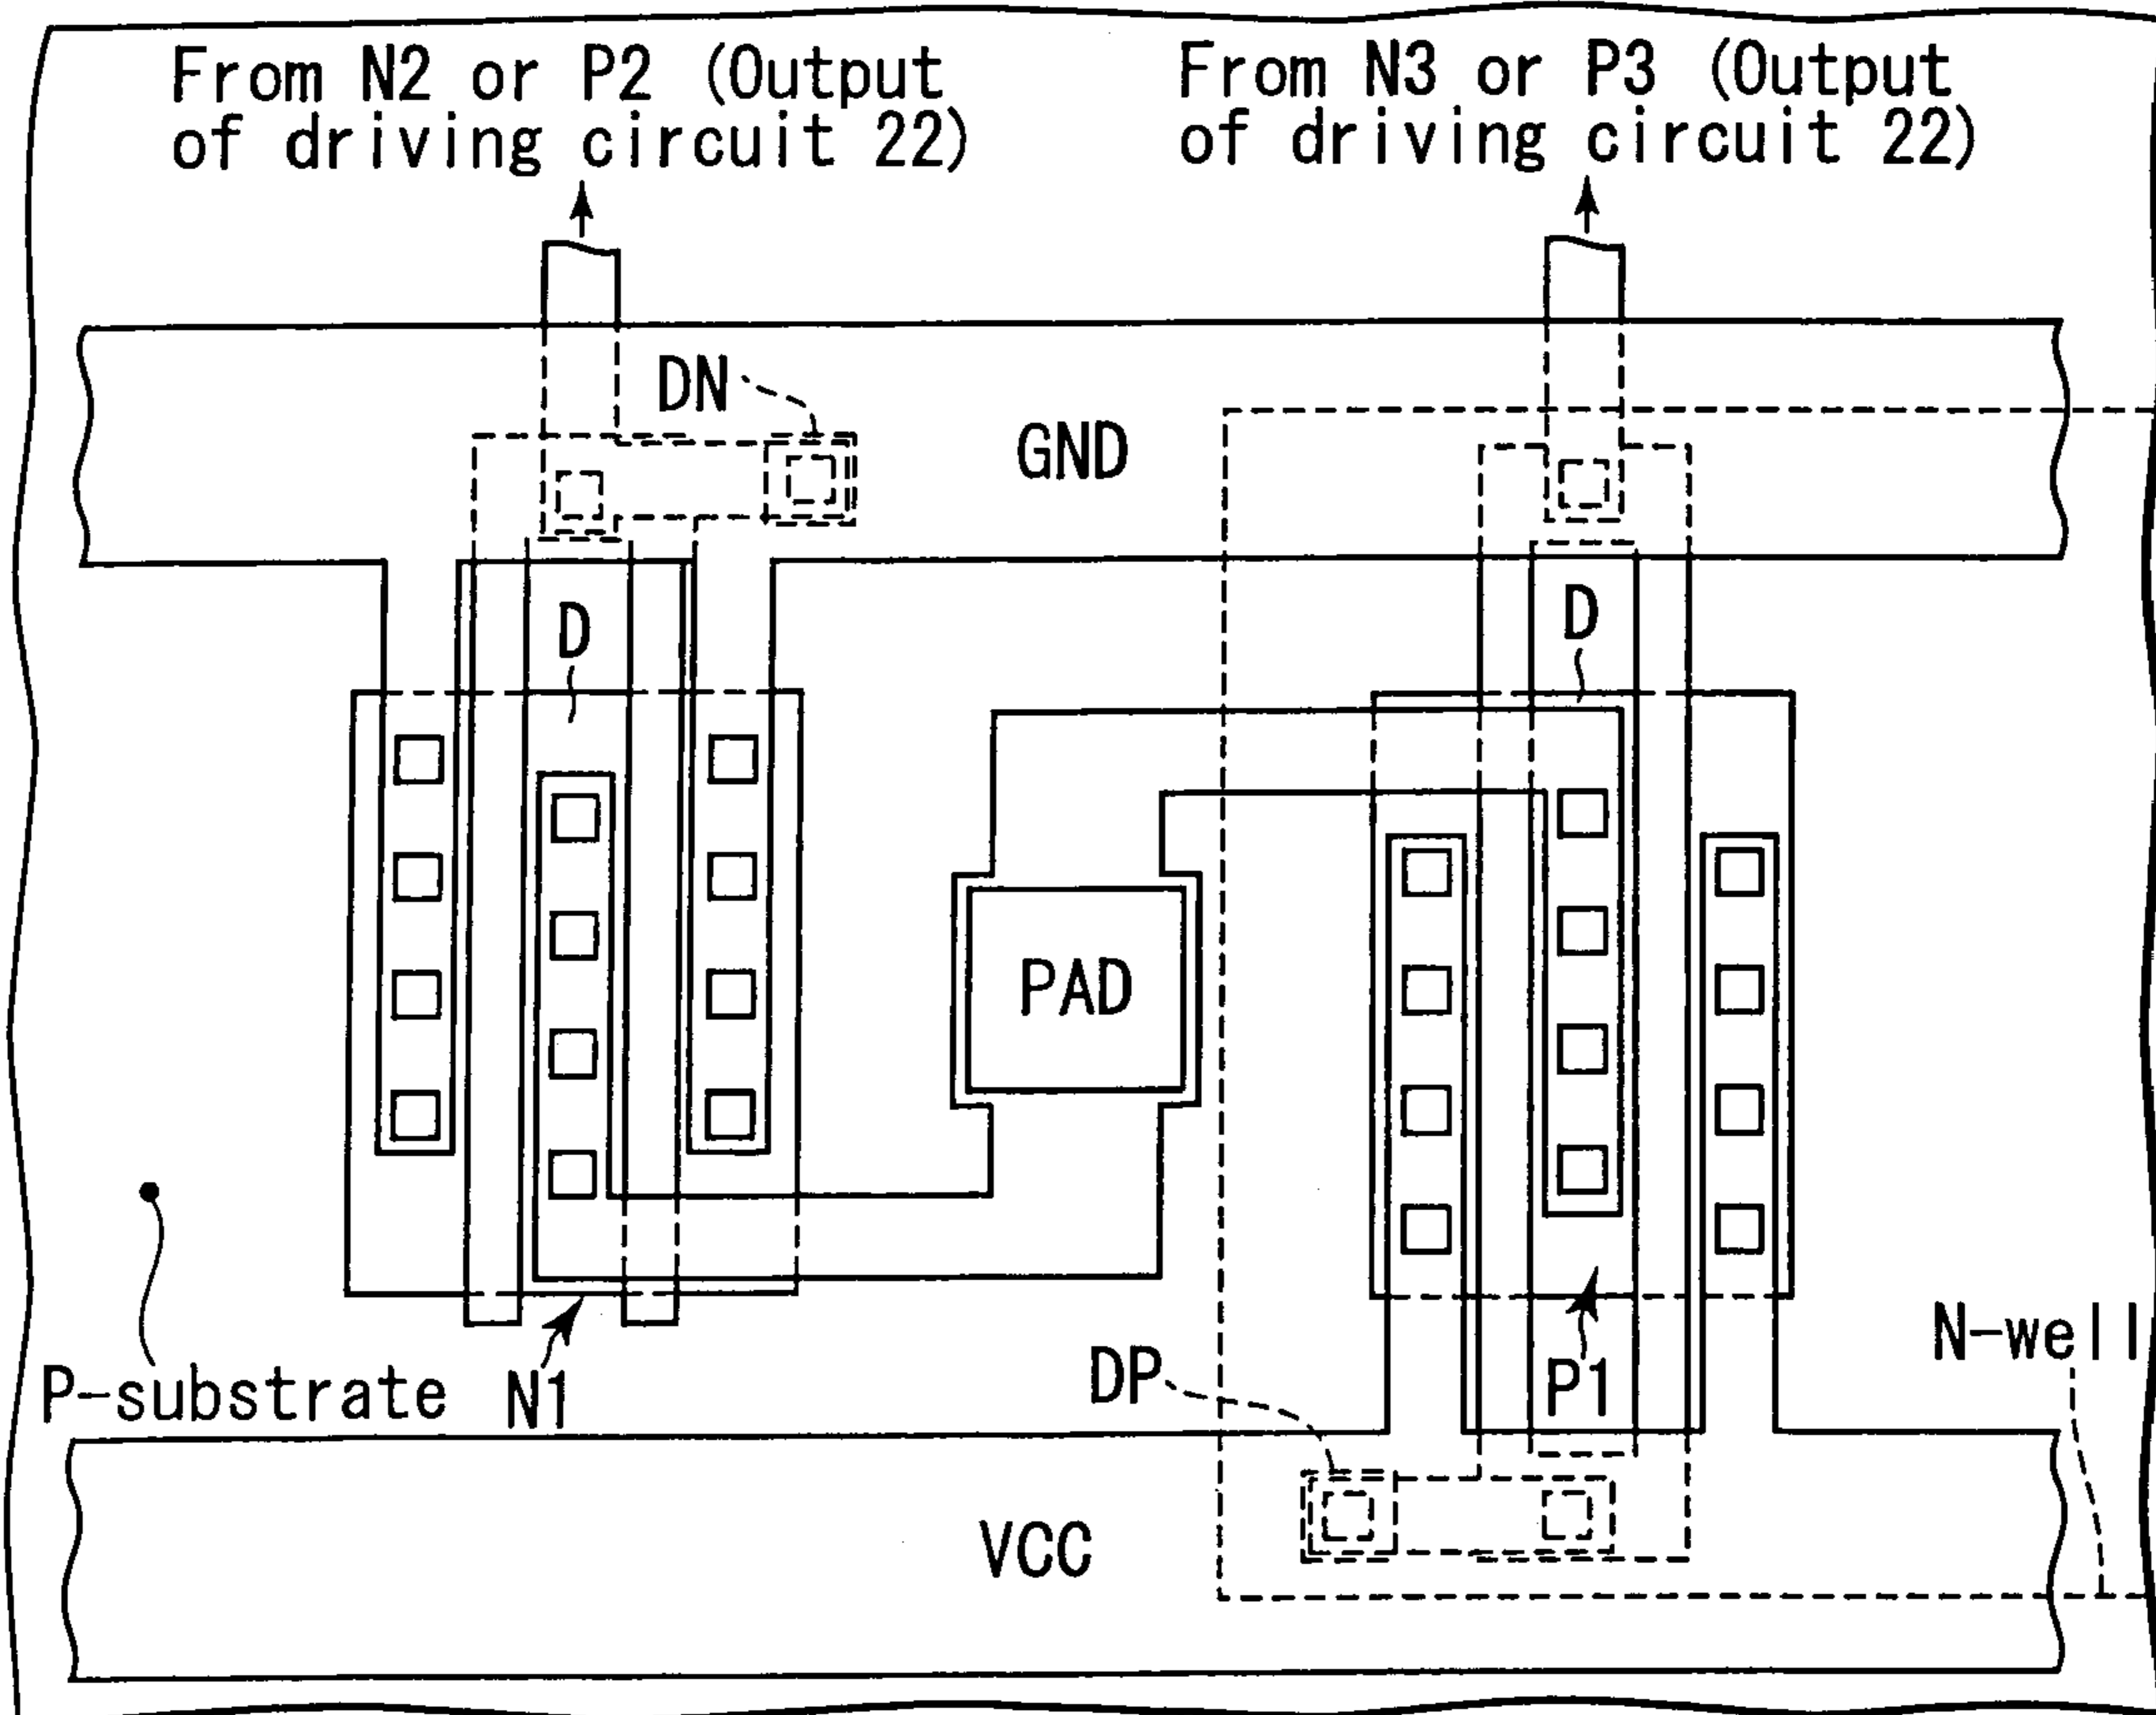 From N2 or P2 (Output
of driving circuit 22)
From N3 or P3 (Output
of driving circuit 22)
DN
GND
D
D
PAD
P-substrate
N1
DP
P1
N-well
VCC